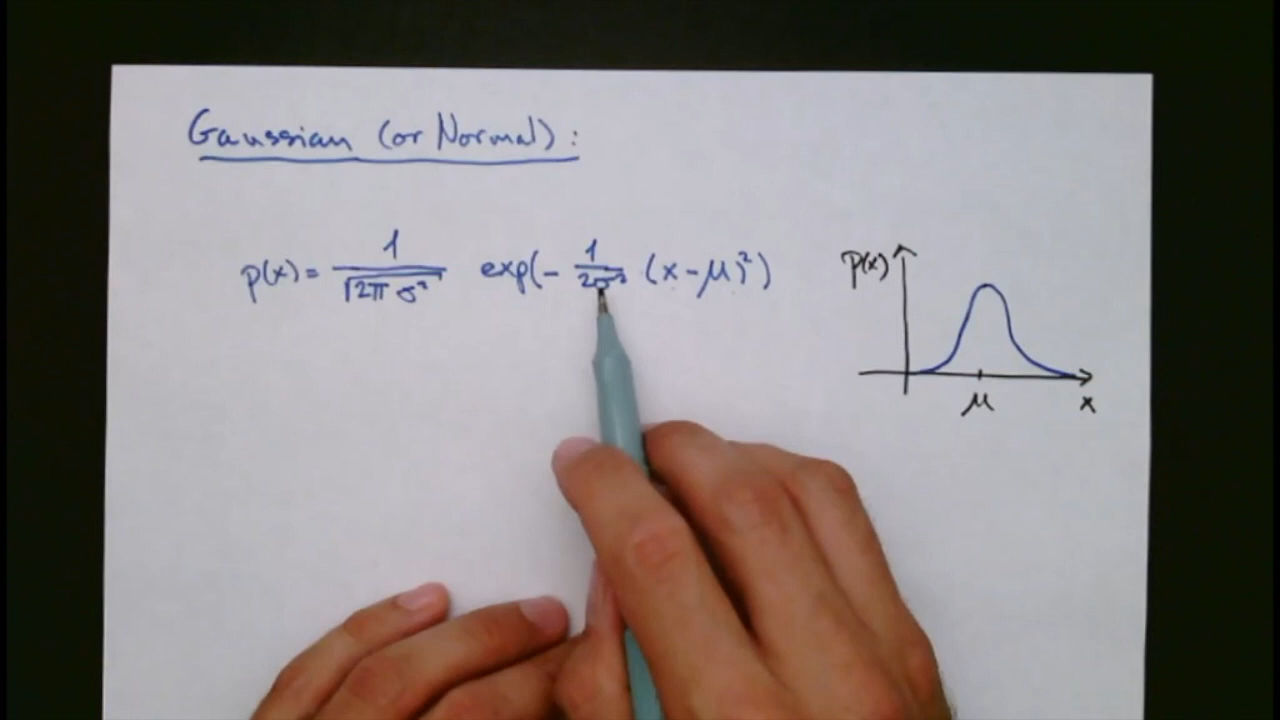 Gaussian (or Normal):
p(x) = 1/√(2π σ²) exp(- 1/(2σ²) (x - μ)²)
p(x)
μ
x